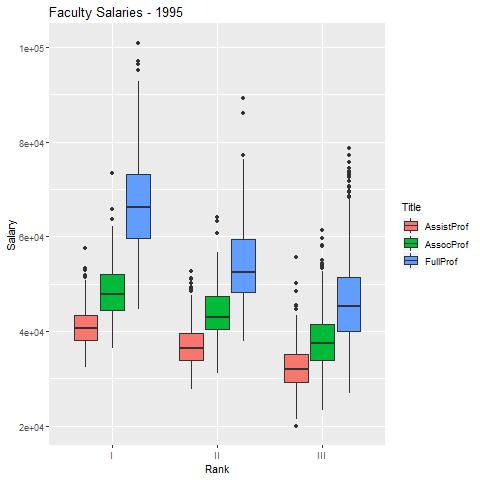 Faculty Salaries - 1995
1e+05
8e+04
6e+04
4e+04
2e+04
Salary
I II III
Rank
Title
AssistProf
AssocProf
FullProf